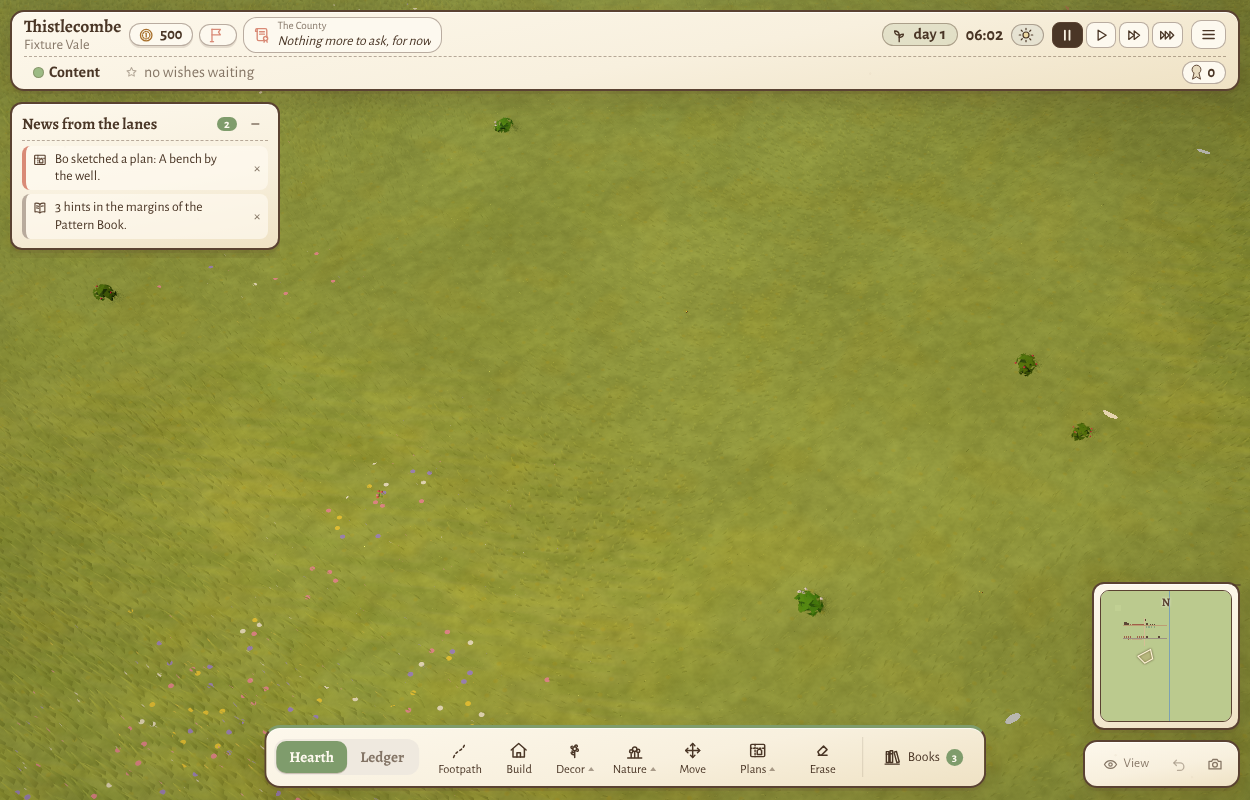 Thistlecombe
Fixture Vale
500
The County
Nothing more to ask, for now
day 1
06:02
Content
no wishes waiting
0
News from the lanes
2
Bo sketched a plan: A bench by
the well.
3 hints in the margins of the
Pattern Book.
N
Hearth
Ledger
Footpath
Build
Decor
Nature
Move
Plans
Erase
Books
3
View